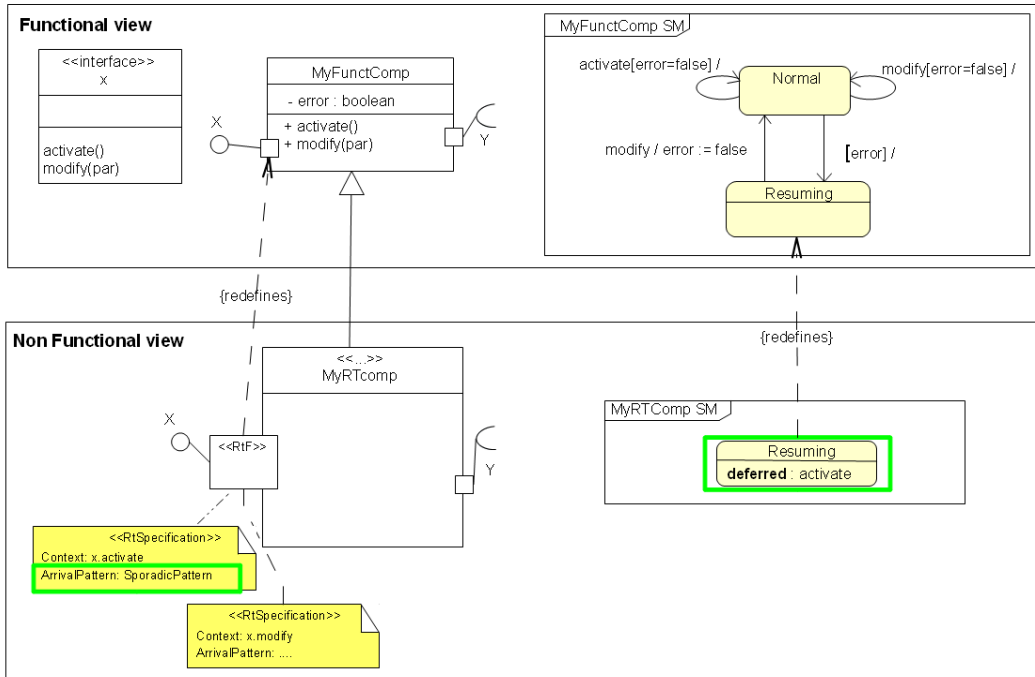 Functional view
<<interface>>
x
activate()
modify(par)
MyFunctComp
- error : boolean
+ activate()
+ modify(par)
X
Y
MyFunctComp SM
activate[error=false] /
Normal
modify[error=false] /
modify / error := false
[error] /
Resuming
{redefines}
{redefines}
Non Functional view
<<...>>
MyRTcomp
X
<<RtF>>
Y
<<RtSpecification>>
Context: x.activate
ArrivalPattern: SporadicPattern
<<RtSpecification>>
Context: x.modify
ArrivalPattern: ....
MyRTComp SM
Resuming
deferred : activate